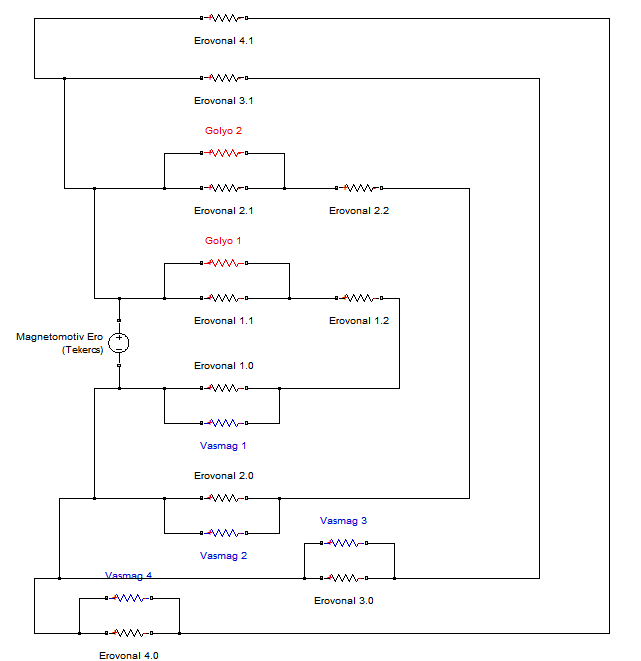 Erovonal 4.1
Erovonal 3.1
Golyo 2
Erovonal 2.1
Erovonal 2.2
Golyo 1
Erovonal 1.1
Erovonal 1.2
Magnetomotiv Ero
(Tekercs)
Erovonal 1.0
Vasmag 1
Erovonal 2.0
Vasmag 2
Vasmag 3
Erovonal 3.0
Vasmag 4
Erovonal 4.0